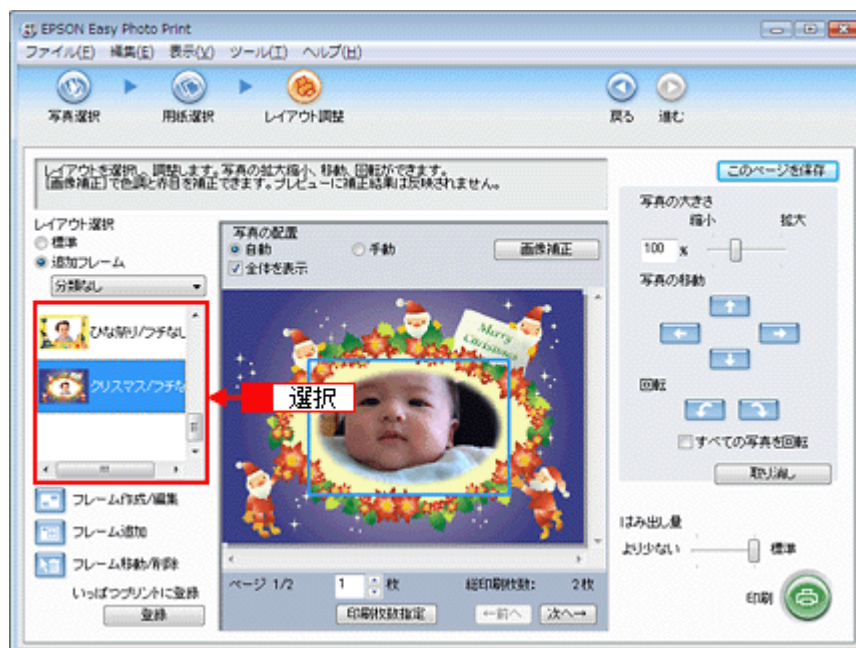 EPSON Easy Photo Print
ファイル(F) 編集(E) 表示(V) ツール(T) ヘルプ(H)
写真選択 用紙選択 レイアウト調整 戻る 進む
レイアウトを選択し、調整します。写真の拡大縮小、移動、回転ができます。
[画像補正]で色調と赤目を補正できます。プレビューに補正結果は反映されません。
このページを保存
レイアウト選択
標準
追加フレーム
分類なし
ひな祭り/フチなし
クリスマス/フチな
フレーム作成/編集
フレーム追加
フレーム移動/削除
いっぱつプリントに登録
登録
写真の配置
自動 手動 画像補正
全体を表示
Merry
Christmas
選択
ページ 1/2 1 枚 総印刷枚数: 2枚
印刷枚数指定 ←前へ 次へ→
写真の大きさ
縮小 拡大
100 %
写真の移動
回転
すべての写真を回転
取り消し
はみ出し量
より少ない 標準
印刷